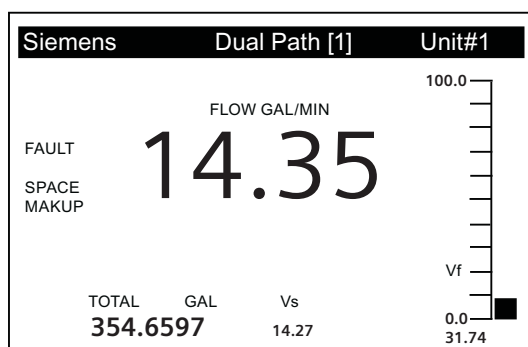 Siemens Dual Path [1] Unit#1
100.0
FLOW GAL/MIN
14.35
FAULT
SPACE
MAKUP
Vf
TOTAL GAL Vs
354.6597 14.27
0.0
31.74